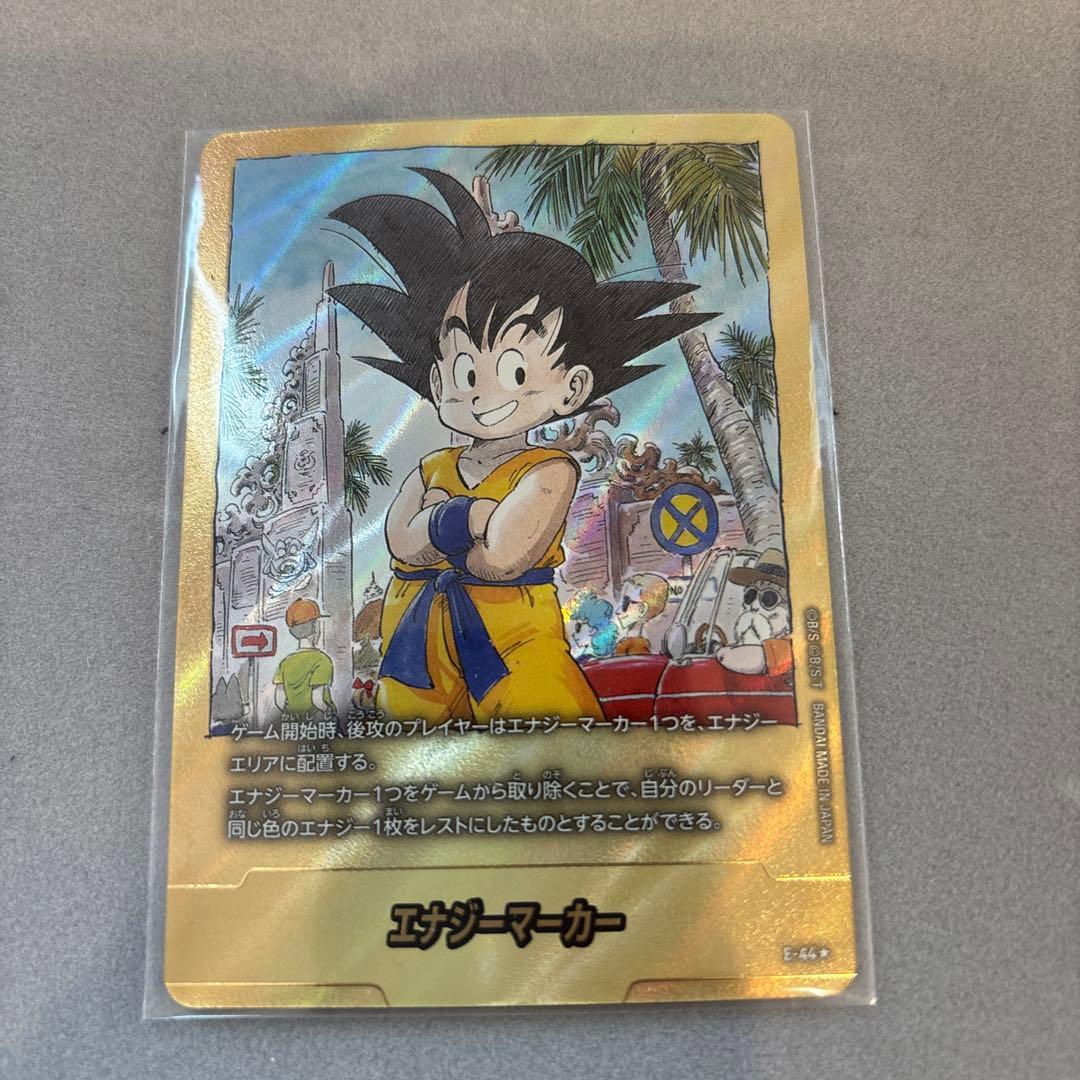 NO
ゲーム開始時、後攻のプレイヤーはエナジーマーカー1つを、エナジー
エリアに配置する。
エナジーマーカー1つをゲームから取り除くことで、自分のリーダーと
同じ色のエナジー1枚をレストにしたものとすることができる。
©B/S ©B/S, T BANDAI MADE IN JAPAN
エナジーマーカー
E-44★